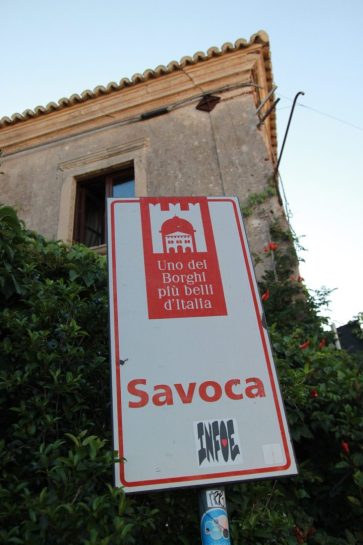 Uno dei
Borghi
più belli
d'Italia
Savoca
INFOE